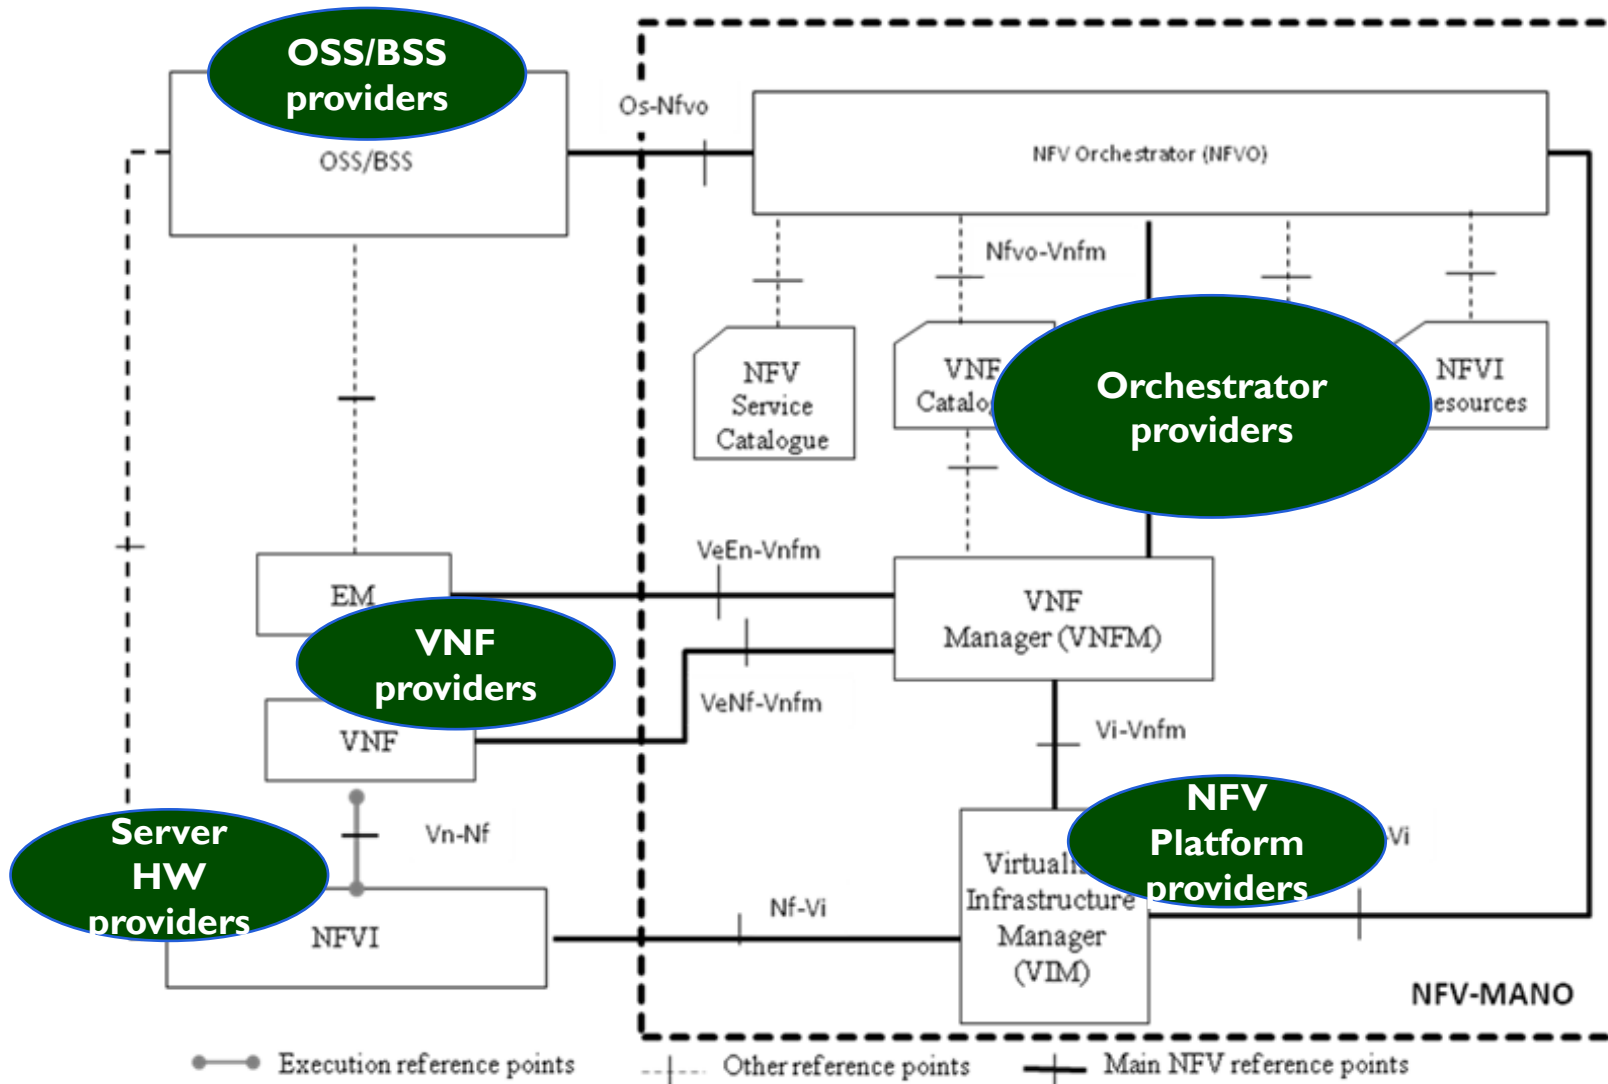 OSS/BSS
providers
OSS/BSS
Os-Nfvo
NFV Orchestrator (NFVO)
Nfvo-Vnfm
NFV
Service
Catalogue
VNF
Orchestrator
providers
NFVI
VeEn-Vnfm
EM
VNF
providers
VNF
Manager (VNFM)
VeNf-Vnfm
VNF
Vi-Vnfm
Server
HW
providers
Vn-Nf
NFV
Platform
providers
-Vi
Infrastructure
Manager
(VIM)
Nf-Vi
NFVI
NFV-MANO
Execution reference points
Other reference points
Main NFV reference points